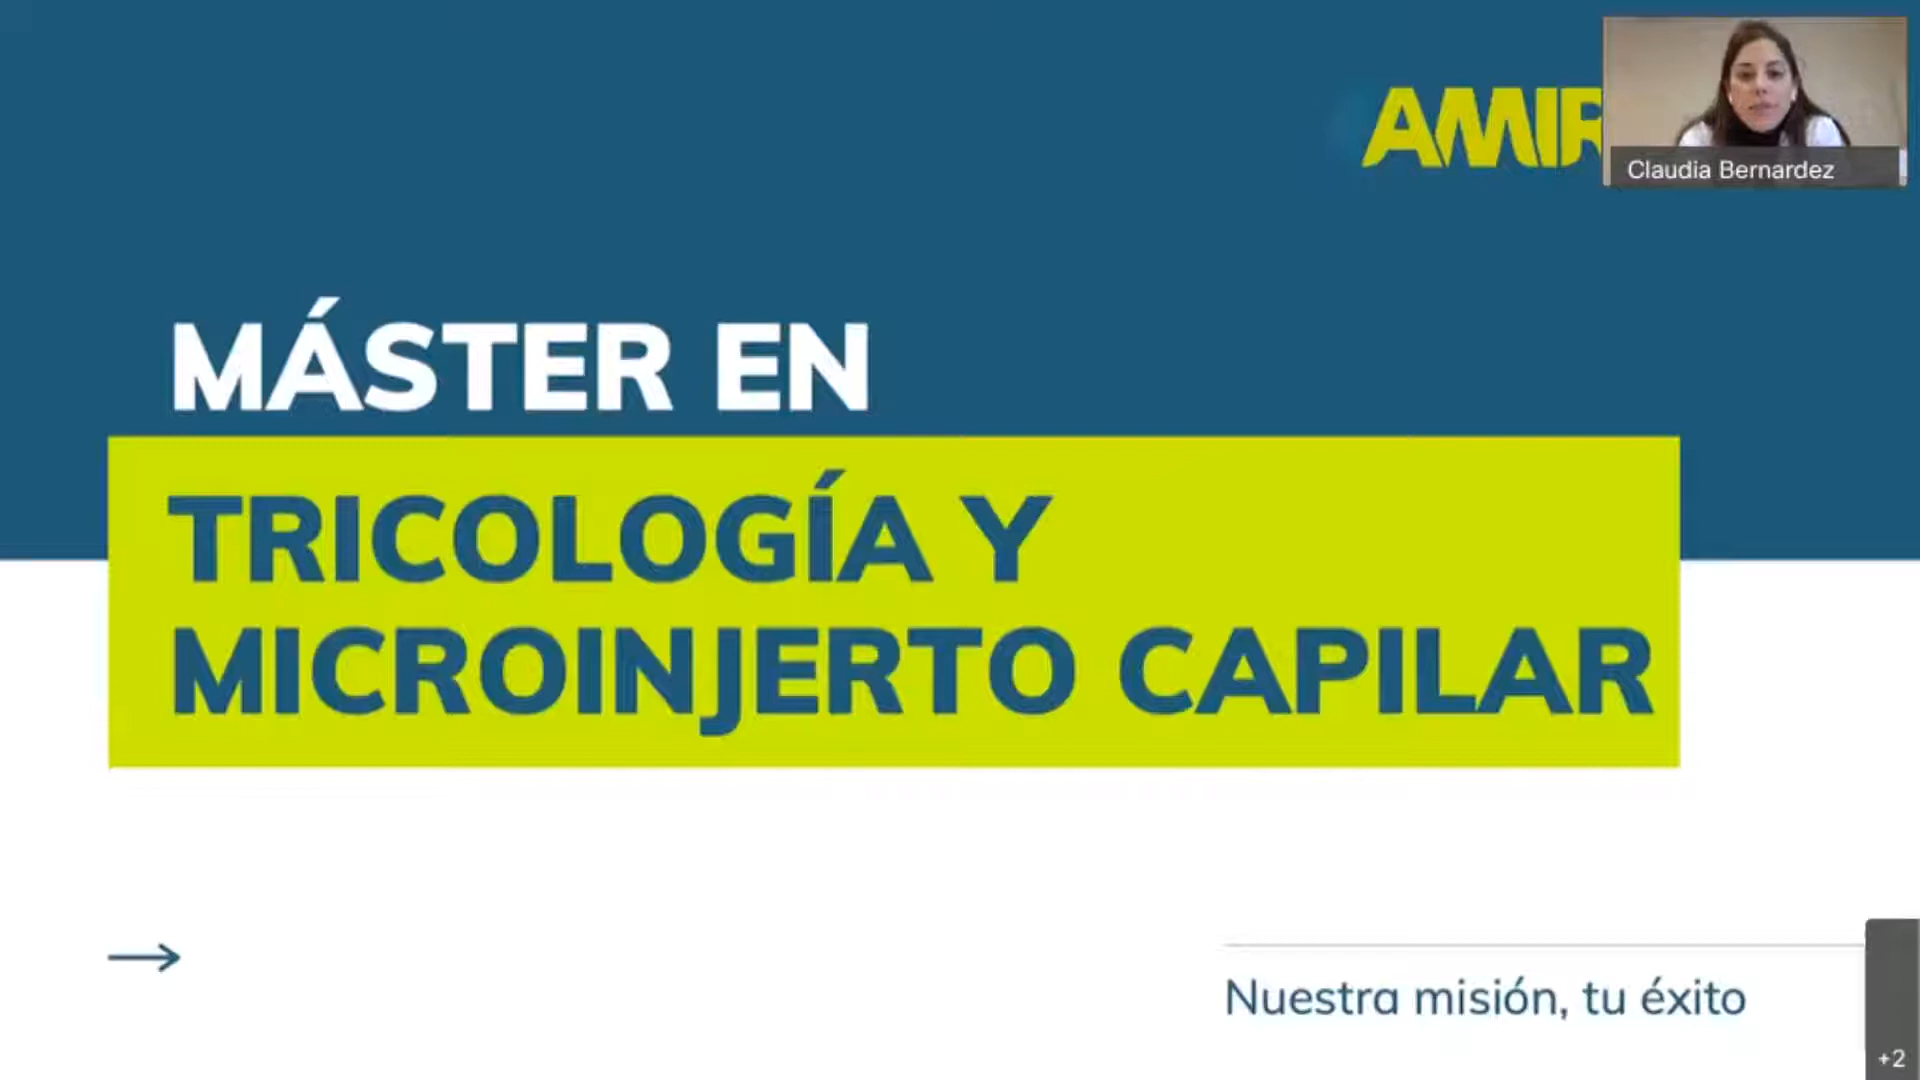 AMIR
Claudia Bernardez
MÁSTER EN
TRICOLOGÍA Y
MICROINJERTO CAPILAR
Nuestra misión, tu éxito
+2